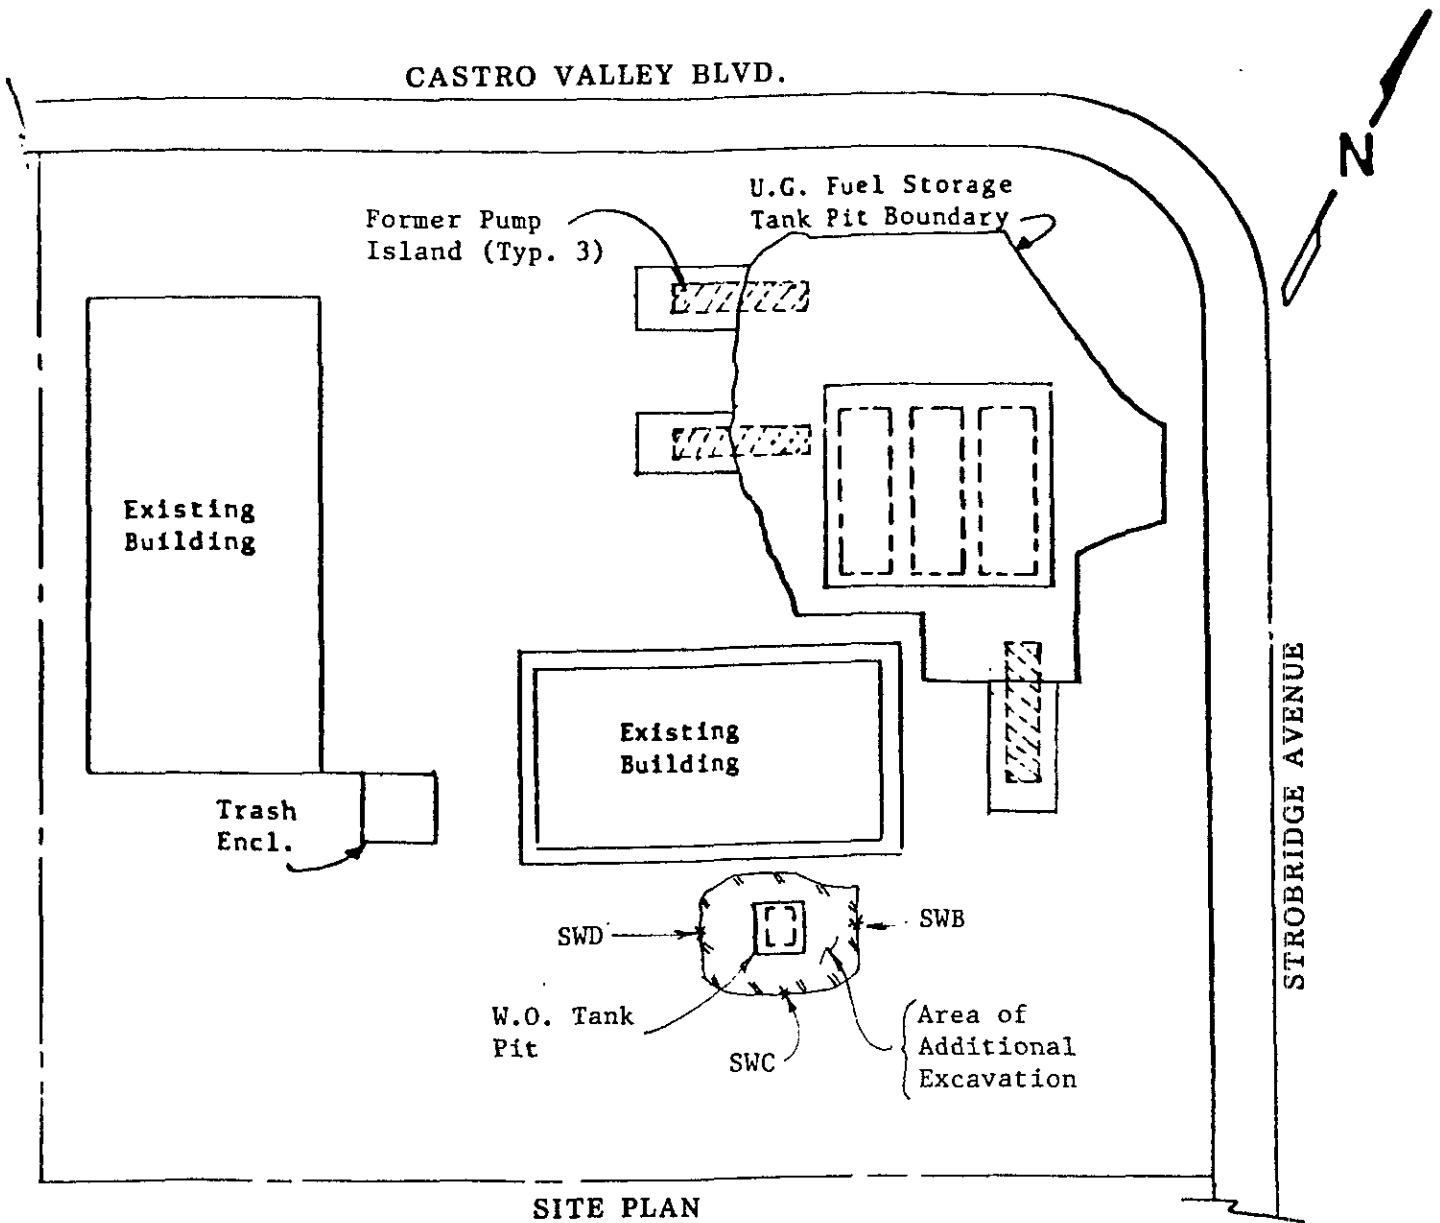 CASTRO VALLEY BLVD.
N
U.G. Fuel Storage
Tank Pit Boundary
Former Pump
Island (Typ. 3)
Existing
Building
Existing
Building
STROBRIDGE AVENUE
Trash
Encl.
SWD
SWB
W.O. Tank
Pit
SWC
Area of
Additional
Excavation
SITE PLAN